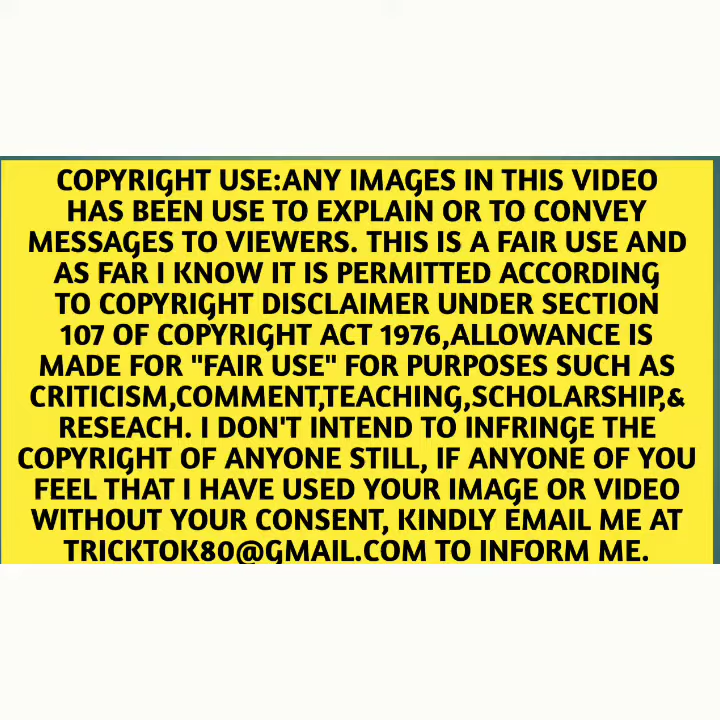 COPYRIGHT USE:ANY IMAGES IN THIS VIDEO
HAS BEEN USE TO EXPLAIN OR TO CONVEY
MESSAGES TO VIEWERS. THIS IS A FAIR USE AND
AS FAR I KNOW IT IS PERMITTED ACCORDING
TO COPYRIGHT DISCLAIMER UNDER SECTION
107 OF COPYRIGHT ACT 1976,ALLOWANCE IS
MADE FOR "FAIR USE" FOR PURPOSES SUCH AS
CRITICISM,COMMENT,TEACHING,SCHOLARSHIP,&
RESEACH. I DON'T INTEND TO INFRINGE THE
COPYRIGHT OF ANYONE STILL, IF ANYONE OF YOU
FEEL THAT I HAVE USED YOUR IMAGE OR VIDEO
WITHOUT YOUR CONSENT, KINDLY EMAIL ME AT
TRICKTOK80@GMAIL.COM TO INFORM ME.